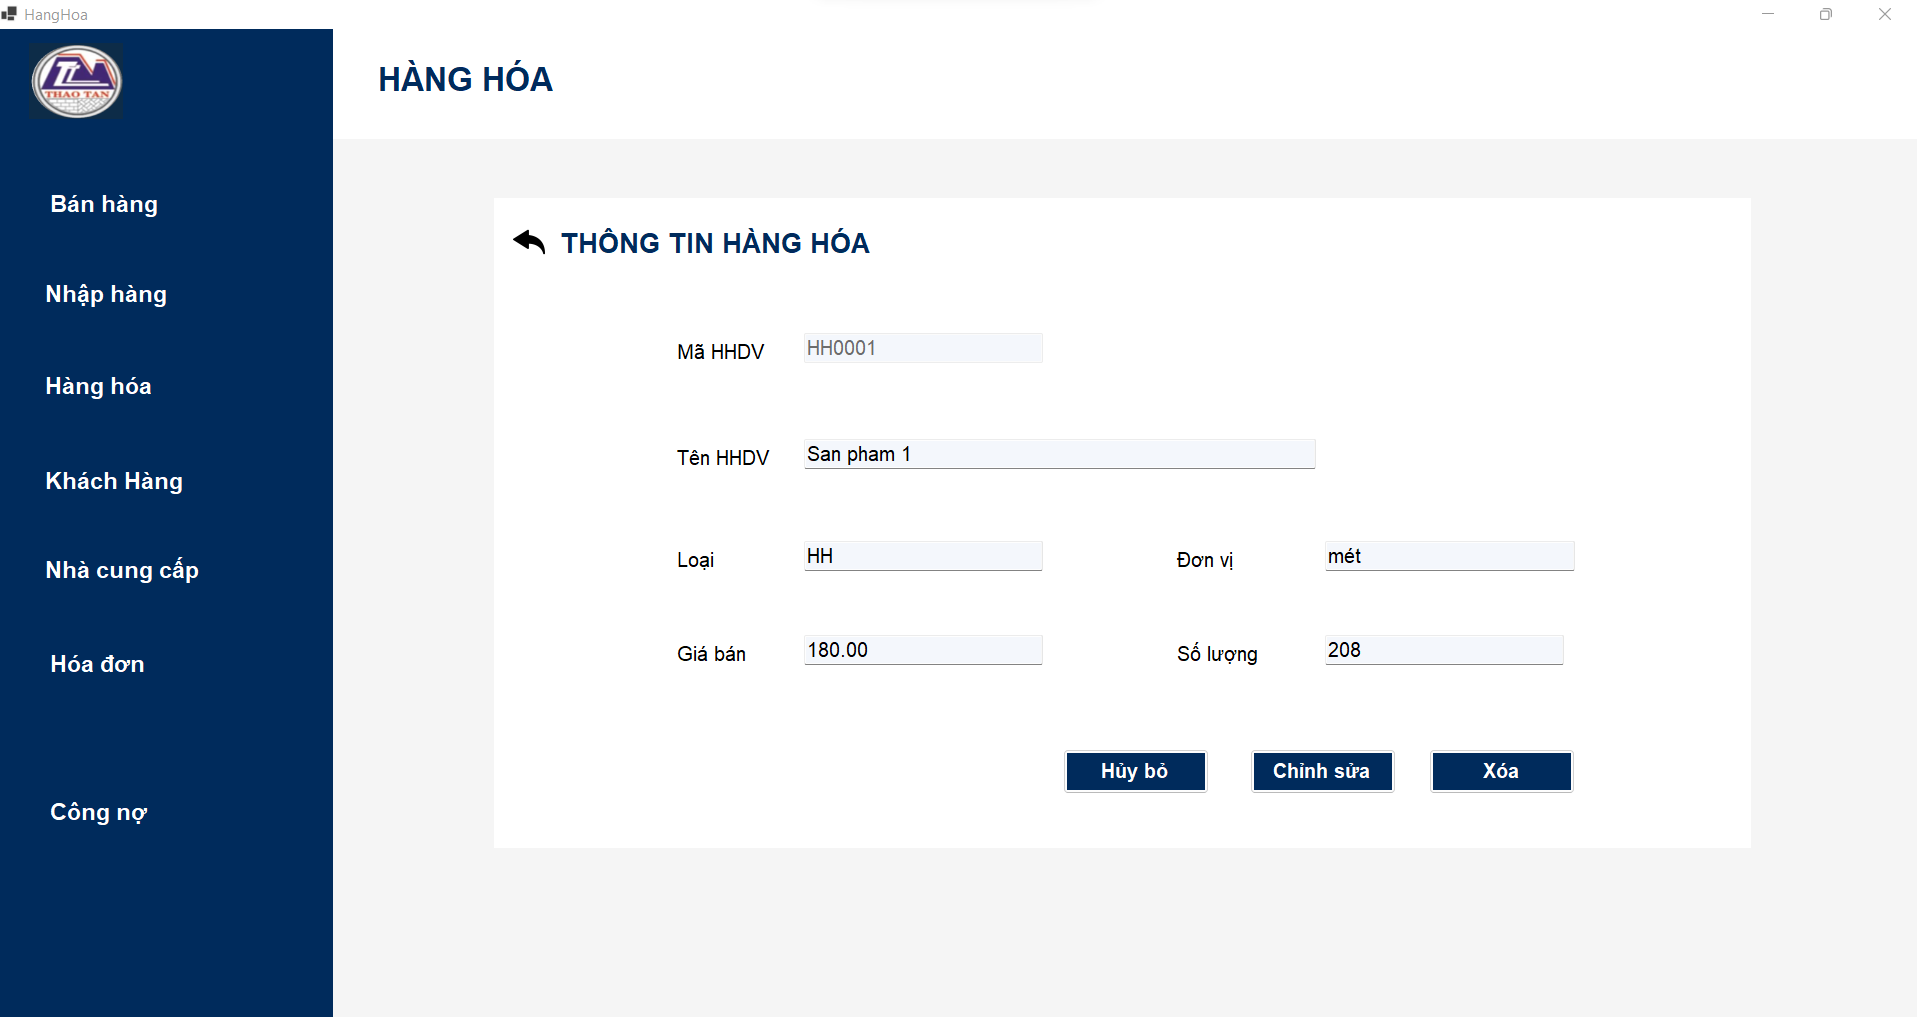 HangHoa
THAO TAN
HÀNG HÓA
Bán hàng
Nhập hàng
Hàng hóa
Khách Hàng
Nhà cung cấp
Hóa đơn
Công nợ
THÔNG TIN HÀNG HÓA
Mã HHDV HH0001
Tên HHDV San pham 1
Loại HH Đơn vị mét
Giá bán 180.00 Số lượng 208
Hủy bỏ Chỉnh sửa Xóa